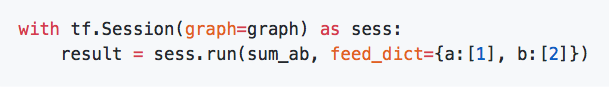 with tf.Session(graph=graph) as sess:
    result = sess.run(sum_ab, feed_dict={a:[1], b:[2]})